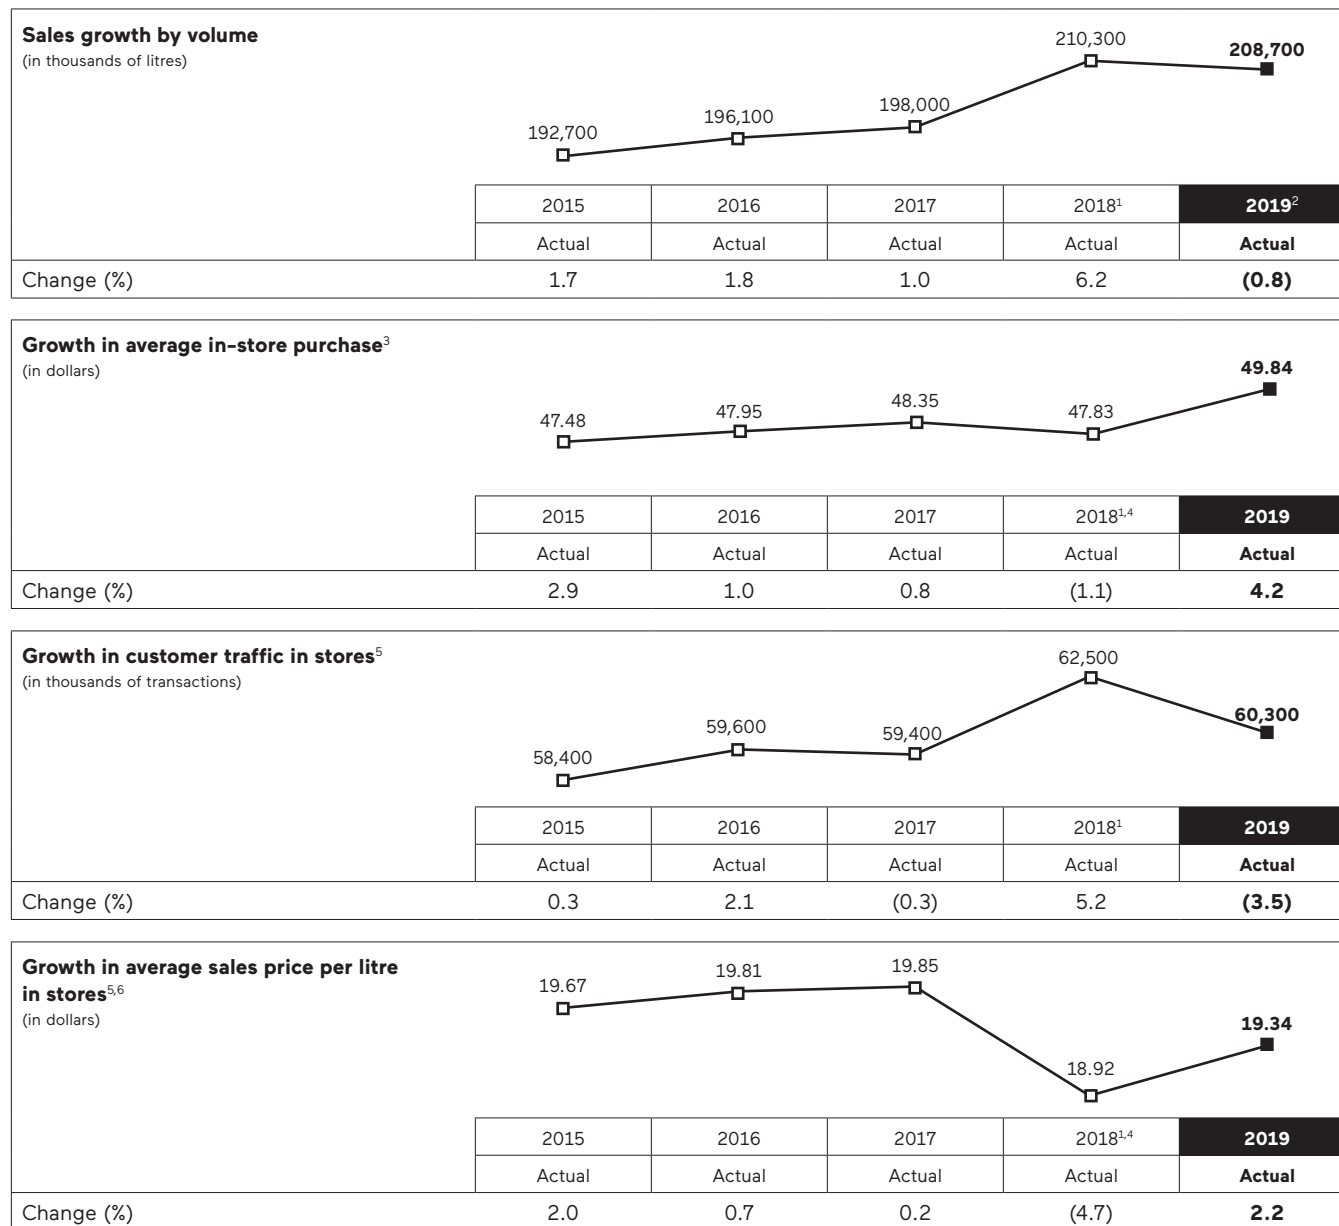 Sales growth by volume
(in thousands of litres)
192,700 196,100 198,000 210,300 208,700
2015 2016 2017 2018¹ 2019²
Actual Actual Actual Actual Actual
Change (%) 1.7 1.8 1.0 6.2 (0.8)
Growth in average in-store purchase³
(in dollars)
47.48 47.95 48.35 47.83 49.84
2015 2016 2017 2018¹,⁴ 2019
Actual Actual Actual Actual Actual
Change (%) 2.9 1.0 0.8 (1.1) 4.2
Growth in customer traffic in stores⁵
(in thousands of transactions)
58,400 59,600 59,400 62,500 60,300
2015 2016 2017 2018¹ 2019
Actual Actual Actual Actual Actual
Change (%) 0.3 2.1 (0.3) 5.2 (3.5)
Growth in average sales price per litre
in stores⁵,⁶
(in dollars)
19.67 19.81 19.85 18.92 19.34
2015 2016 2017 2018¹,⁴ 2019
Actual Actual Actual Actual Actual
Change (%) 2.0 0.7 0.2 (4.7) 2.2